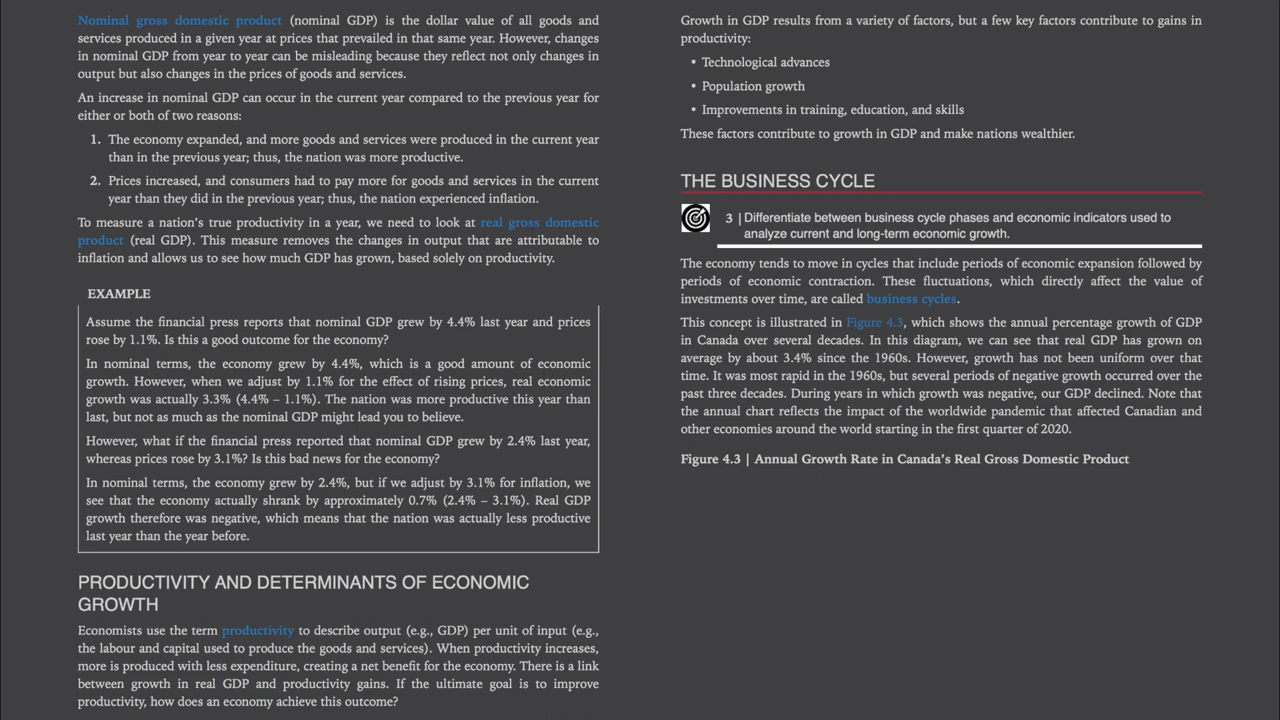 Nominal gross domestic product (nominal GDP) is the dollar value of all goods and
services produced in a given year at prices that prevailed in that same year. However, changes
in nominal GDP from year to year can be misleading because they reflect not only changes in
output but also changes in the prices of goods and services.
An increase in nominal GDP can occur in the current year compared to the previous year for
either or both of two reasons:
1. The economy expanded, and more goods and services were produced in the current year
than in the previous year; thus, the nation was more productive.
2. Prices increased, and consumers had to pay more for goods and services in the current
year than they did in the previous year; thus, the nation experienced inflation.
To measure a nation's true productivity in a year, we need to look at real gross domestic
product (real GDP). This measure removes the changes in output that are attributable to
inflation and allows us to see how much GDP has grown, based solely on productivity.
EXAMPLE
Assume the financial press reports that nominal GDP grew by 4.4% last year and prices
rose by 1.1%. Is this a good outcome for the economy?
In nominal terms, the economy grew by 4.4%, which is a good amount of economic
growth. However, when we adjust by 1.1% for the effect of rising prices, real economic
growth was actually 3.3% (4.4% – 1.1%). The nation was more productive this year than
last, but not as much as the nominal GDP might lead you to believe.
However, what if the financial press reported that nominal GDP grew by 2.4% last year,
whereas prices rose by 3.1%? Is this bad news for the economy?
In nominal terms, the economy grew by 2.4%, but if we adjust by 3.1% for inflation, we
see that the economy actually shrank by approximately 0.7% (2.4% – 3.1%). Real GDP
growth therefore was negative, which means that the nation was actually less productive
last year than the year before.
PRODUCTIVITY AND DETERMINANTS OF ECONOMIC
GROWTH
Economists use the term productivity to describe output (e.g., GDP) per unit of input (e.g.,
the labour and capital used to produce the goods and services). When productivity increases,
more is produced with less expenditure, creating a net benefit for the economy. There is a link
between growth in real GDP and productivity gains. If the ultimate goal is to improve
productivity, how does an economy achieve this outcome?
Growth in GDP results from a variety of factors, but a few key factors contribute to gains in
productivity:
• Technological advances
• Population growth
• Improvements in training, education, and skills
These factors contribute to growth in GDP and make nations wealthier.
THE BUSINESS CYCLE
3 | Differentiate between business cycle phases and economic indicators used to
analyze current and long-term economic growth.
The economy tends to move in cycles that include periods of economic expansion followed by
periods of economic contraction. These fluctuations, which directly affect the value of
investments over time, are called business cycles.
This concept is illustrated in Figure 4.3, which shows the annual percentage growth of GDP
in Canada over several decades. In this diagram, we can see that real GDP has grown on
average by about 3.4% since the 1960s. However, growth has not been uniform over that
time. It was most rapid in the 1960s, but several periods of negative growth occurred over the
past three decades. During years in which growth was negative, our GDP declined. Note that
the annual chart reflects the impact of the worldwide pandemic that affected Canadian and
other economies around the world starting in the first quarter of 2020.
Figure 4.3 | Annual Growth Rate in Canada's Real Gross Domestic Product